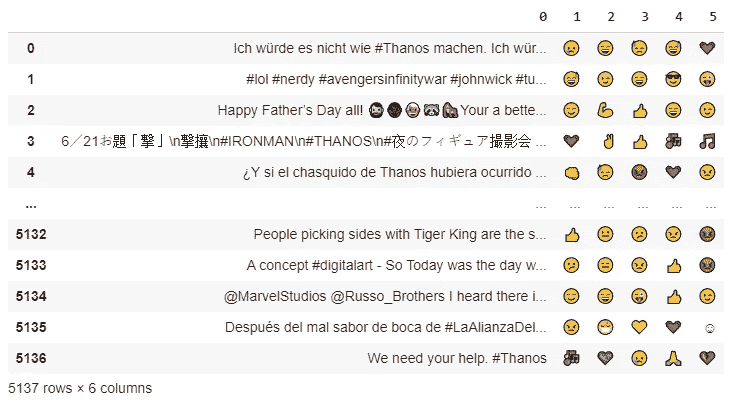 0 1 2 3 4 5
0 Ich würde es nicht wie #Thanos machen. Ich wür... 😢 😅 😓 😅 🖤
1 #lol #nerdy #avengersinfinitywar #johnwick #tu... 😅 😉 😄 😎 😜
2 Happy Father's Day all! Your a bette... 😊 💪 👍 😄 😉
3 6／21お題「撃」\n撃攘\n#IRONMAN\n#THANOS\n#夜のフィギュア撮影会 ... 🖤 ✌ 👍 🎶 🎵
4 ¿Y si el chasquido de Thanos hubiera ocurrido ... 👊 😓 🤬 🖤 😠
... ... ... ... ... ... ...
5132 People picking sides with Tiger King are the s... 👍 😐 😕 😠 🤬
5133 A concept #digitalart - So Today was the day w... 😕 😑 😠 👍 🤬
5134 @MarvelStudios @Russo_Brothers I heard there i... 😊 😄 😜 👍 😉
5135 Después del mal sabor de boca de #LaAlianzaDel... 😠 😷 💛 🖤 ☺
5136 We need your help. #Thanos 🎶 💔 😢 🙏 💔
5137 rows × 6 columns